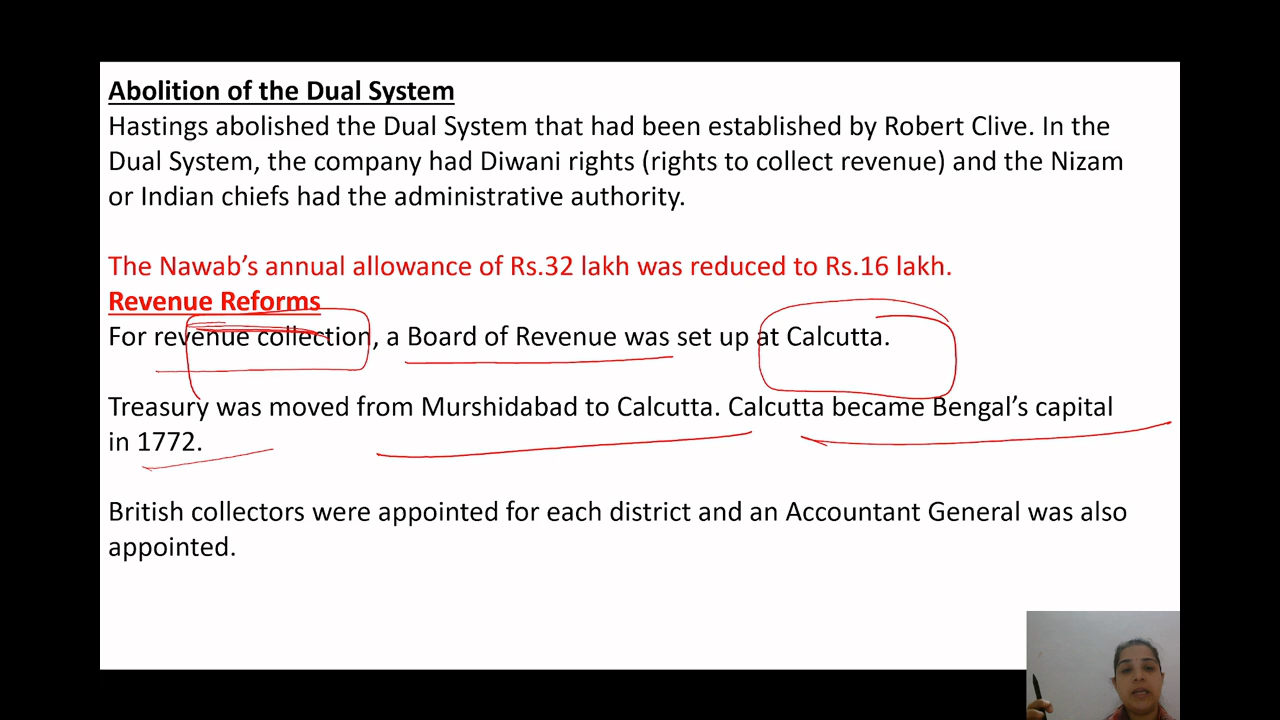 Abolition of the Dual System
Hastings abolished the Dual System that had been established by Robert Clive. In the
Dual System, the company had Diwani rights (rights to collect revenue) and the Nizam
or Indian chiefs had the administrative authority.
The Nawab’s annual allowance of Rs.32 lakh was reduced to Rs.16 lakh.
Revenue Reforms
For revenue collection, a Board of Revenue was set up at Calcutta.
Treasury was moved from Murshidabad to Calcutta. Calcutta became Bengal’s capital
in 1772.
British collectors were appointed for each district and an Accountant General was also
appointed.